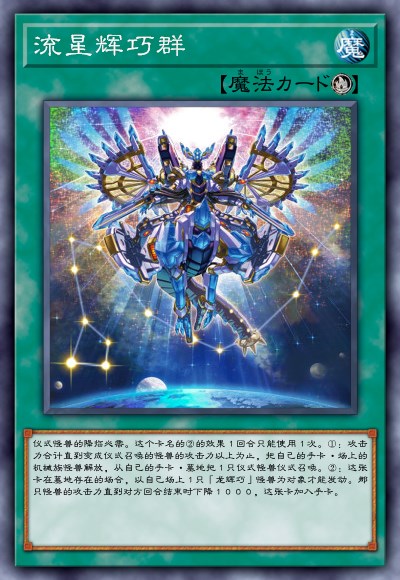 流星辉巧群
魔
【魔法カード】
ま ほう
仪式怪兽的降临必需。这个卡名的②的效果1回合只能使用1次。①：攻击
力合计直到变成仪式召唤的怪兽的攻击力以上为止，把自己的手卡·场上的
机械族怪兽解放，从自己的手卡·墓地把1只仪式怪兽仪式召唤。②：这张
卡在墓地存在的场合，以自己场上1只「龙辉巧」怪兽为对象才能发动。那
只怪兽的攻击力直到对方回合结束时下降1000，这张卡加入手卡。